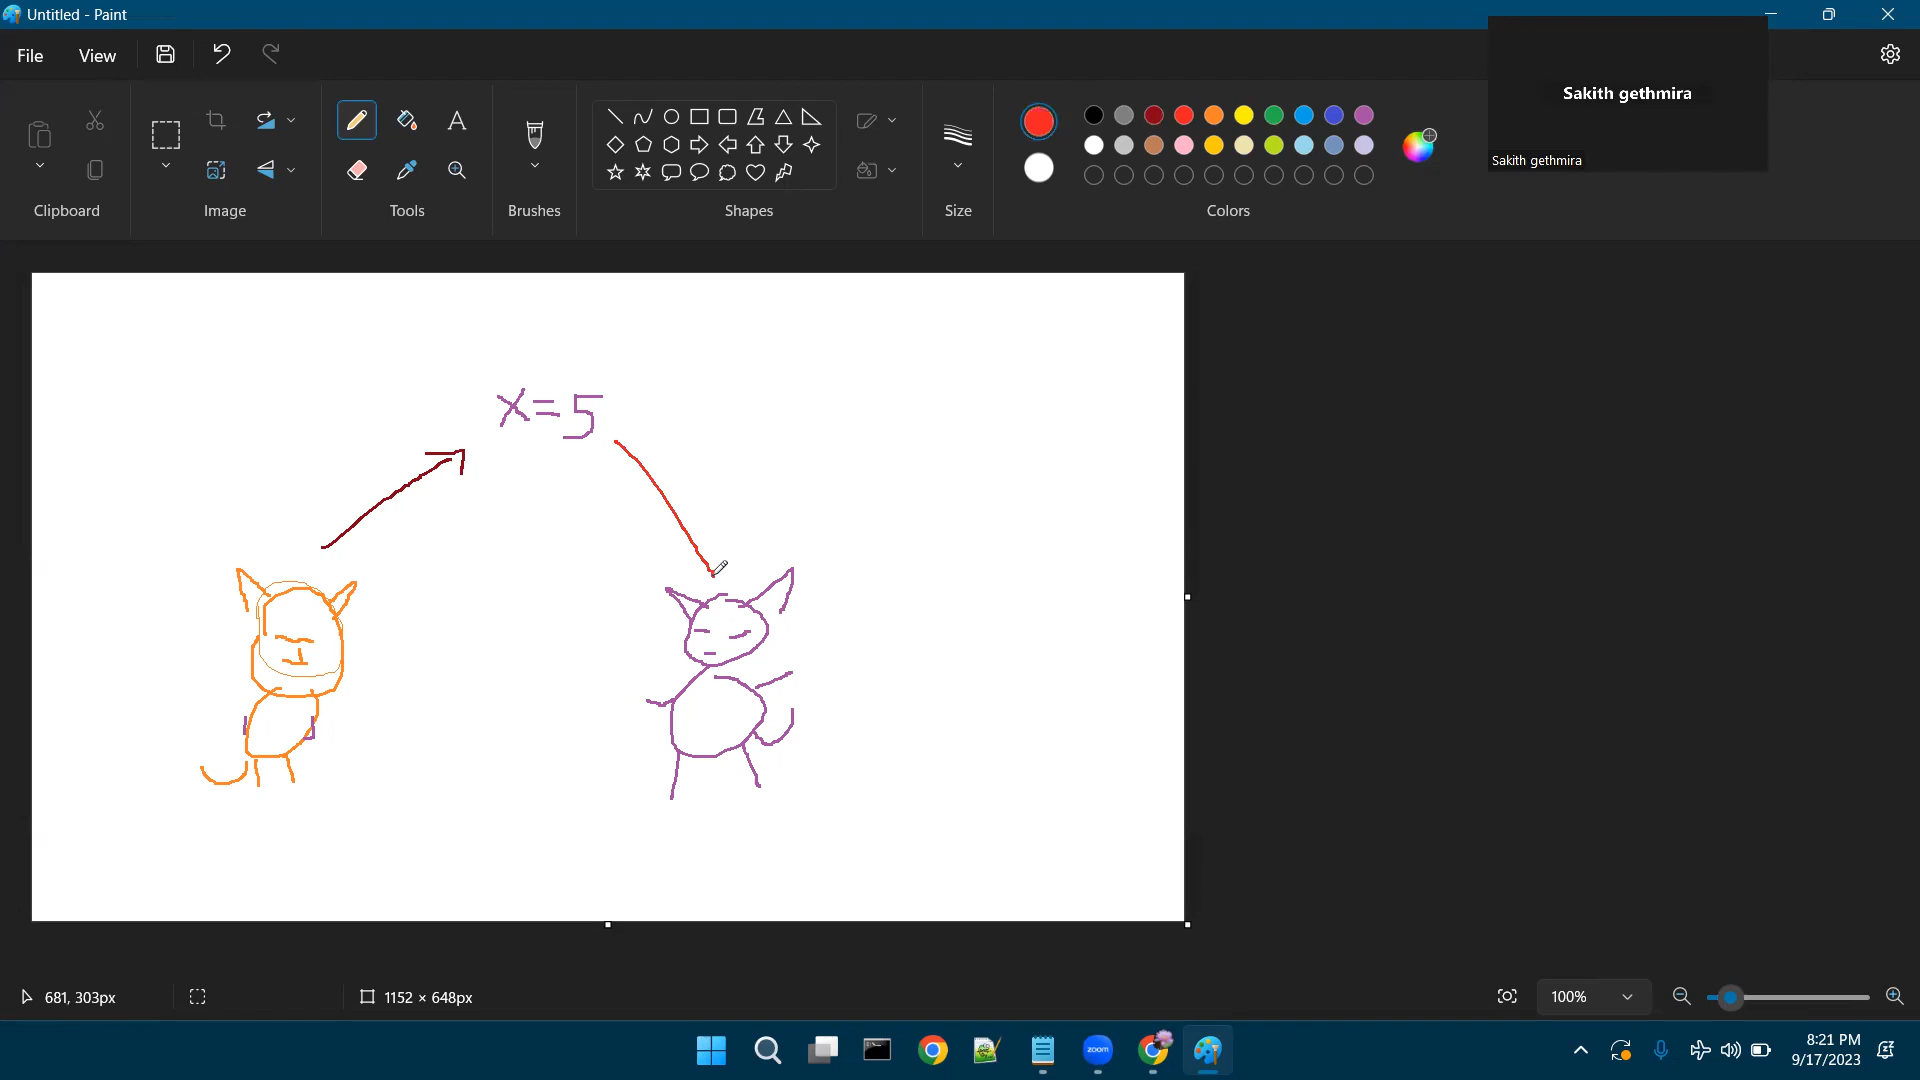 Untitled - Paint
File View
Sakith gethmira
Sakith gethmira
Clipboard Image Tools Brushes Shapes Size Colors
x=5
681, 303px 1152 × 648px 100%
zoom
8:21 PM
9/17/2023